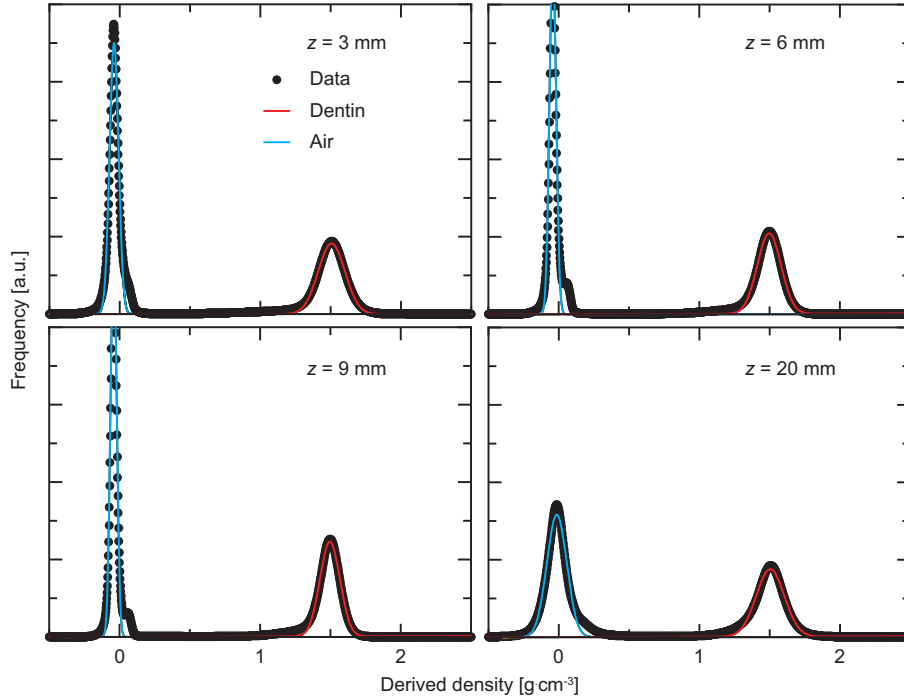 z = 3 mm
Data
Dentin
Air
z = 6 mm
z = 9 mm
z = 20 mm
Frequency [a.u.]
0 1 2
0 1 2
Derived density [g·cm⁻³]